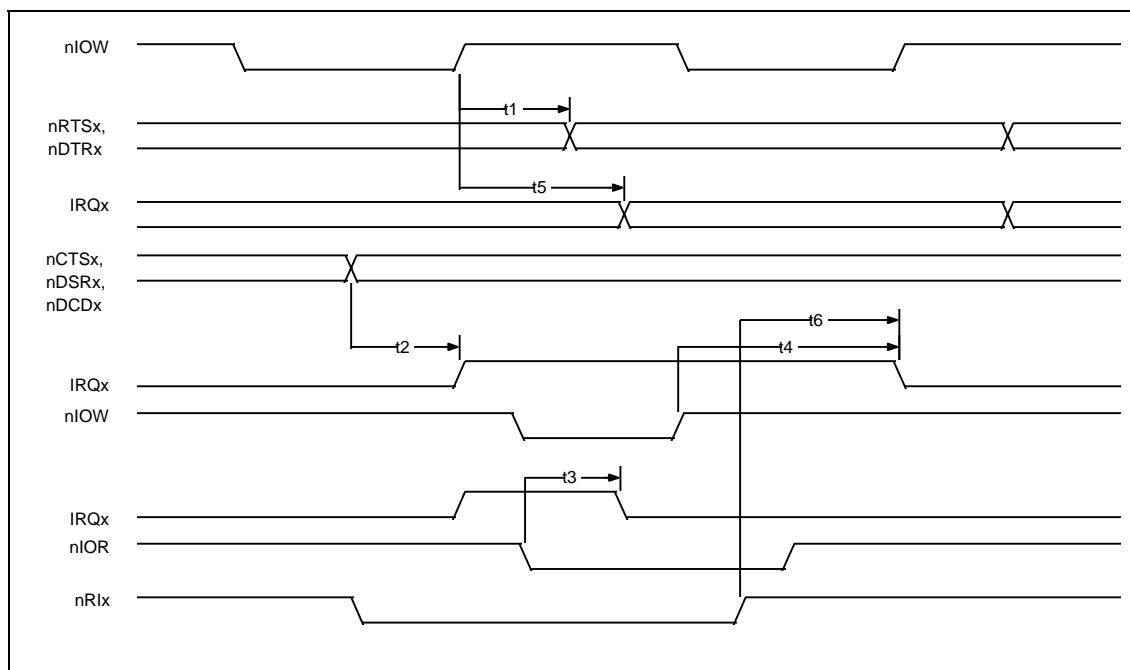 nIOW
t1
nRTSx,
nDTRx
t5
IRQx
nCTSx,
nDSRx,
nDCDx
t6
t2
t4
IRQx
nIOW
t3
IRQx
nIOR
nRIx